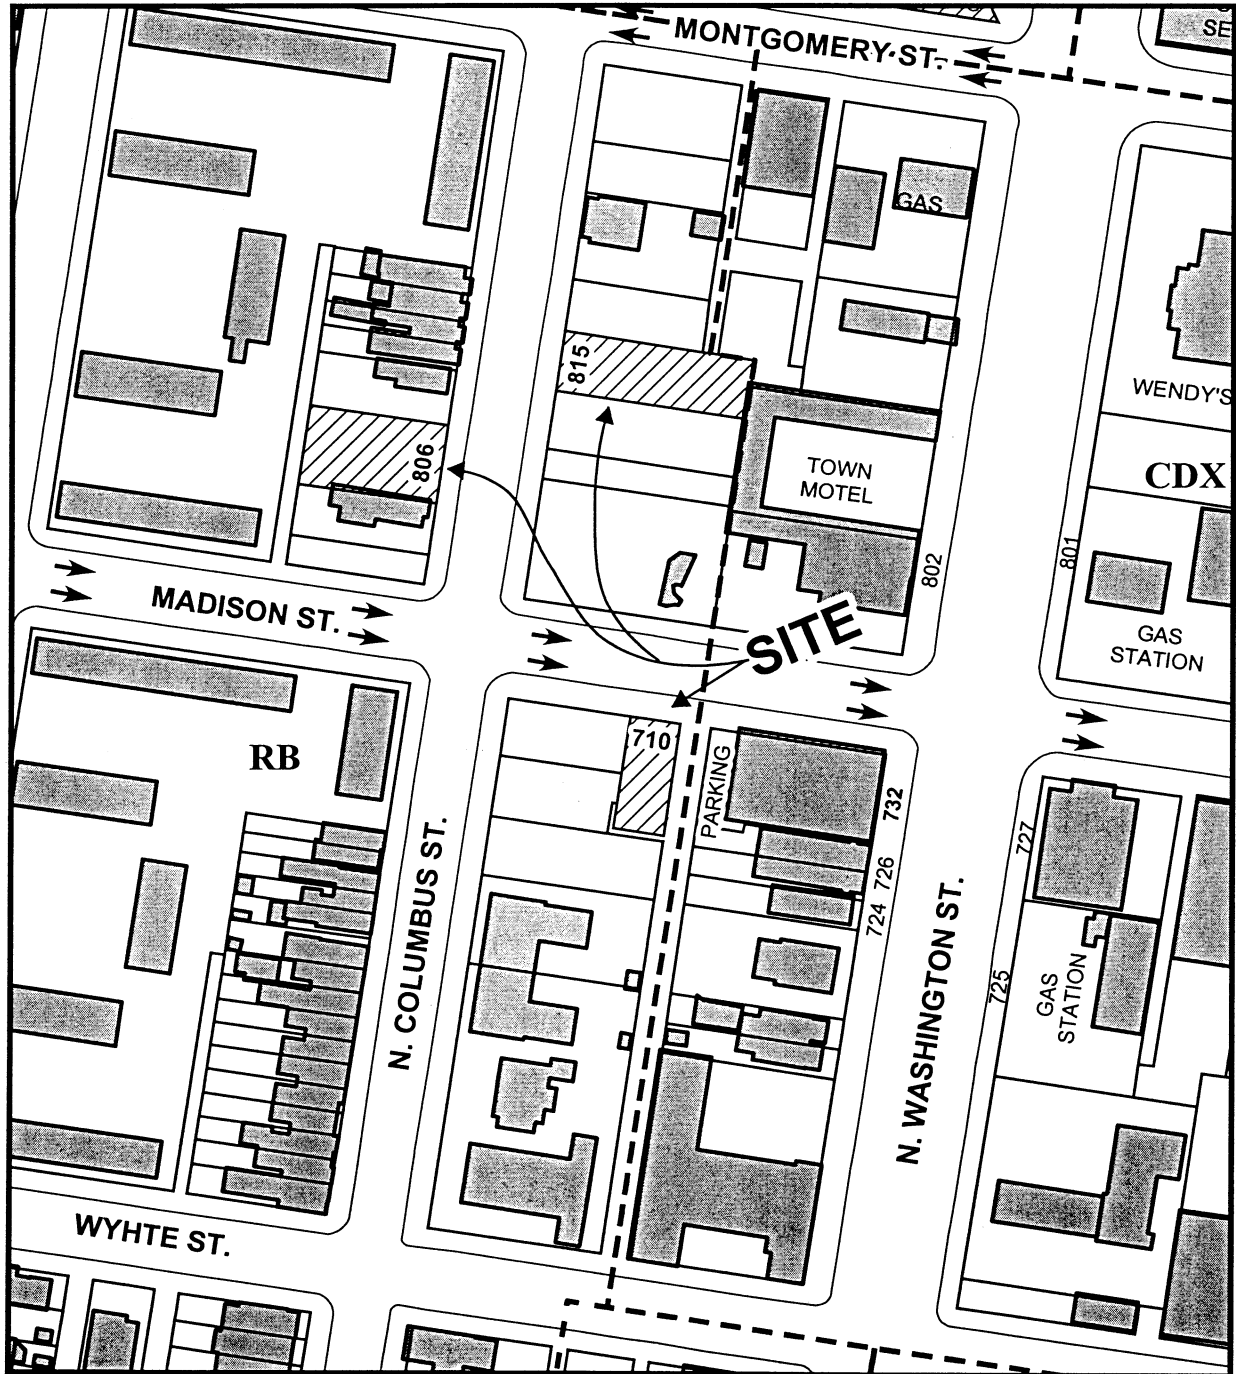 MONTGOMERY ST.
SE
GAS
815
WENDY'S
806
TOWN
MOTEL
CDX
802
801
MADISON ST.
SITE
GAS
STATION
710
RB
PARKING
732
727
726
724
N. COLUMBUS ST.
N. WASHINGTON ST.
725
GAS
STATION
WYHTE ST.